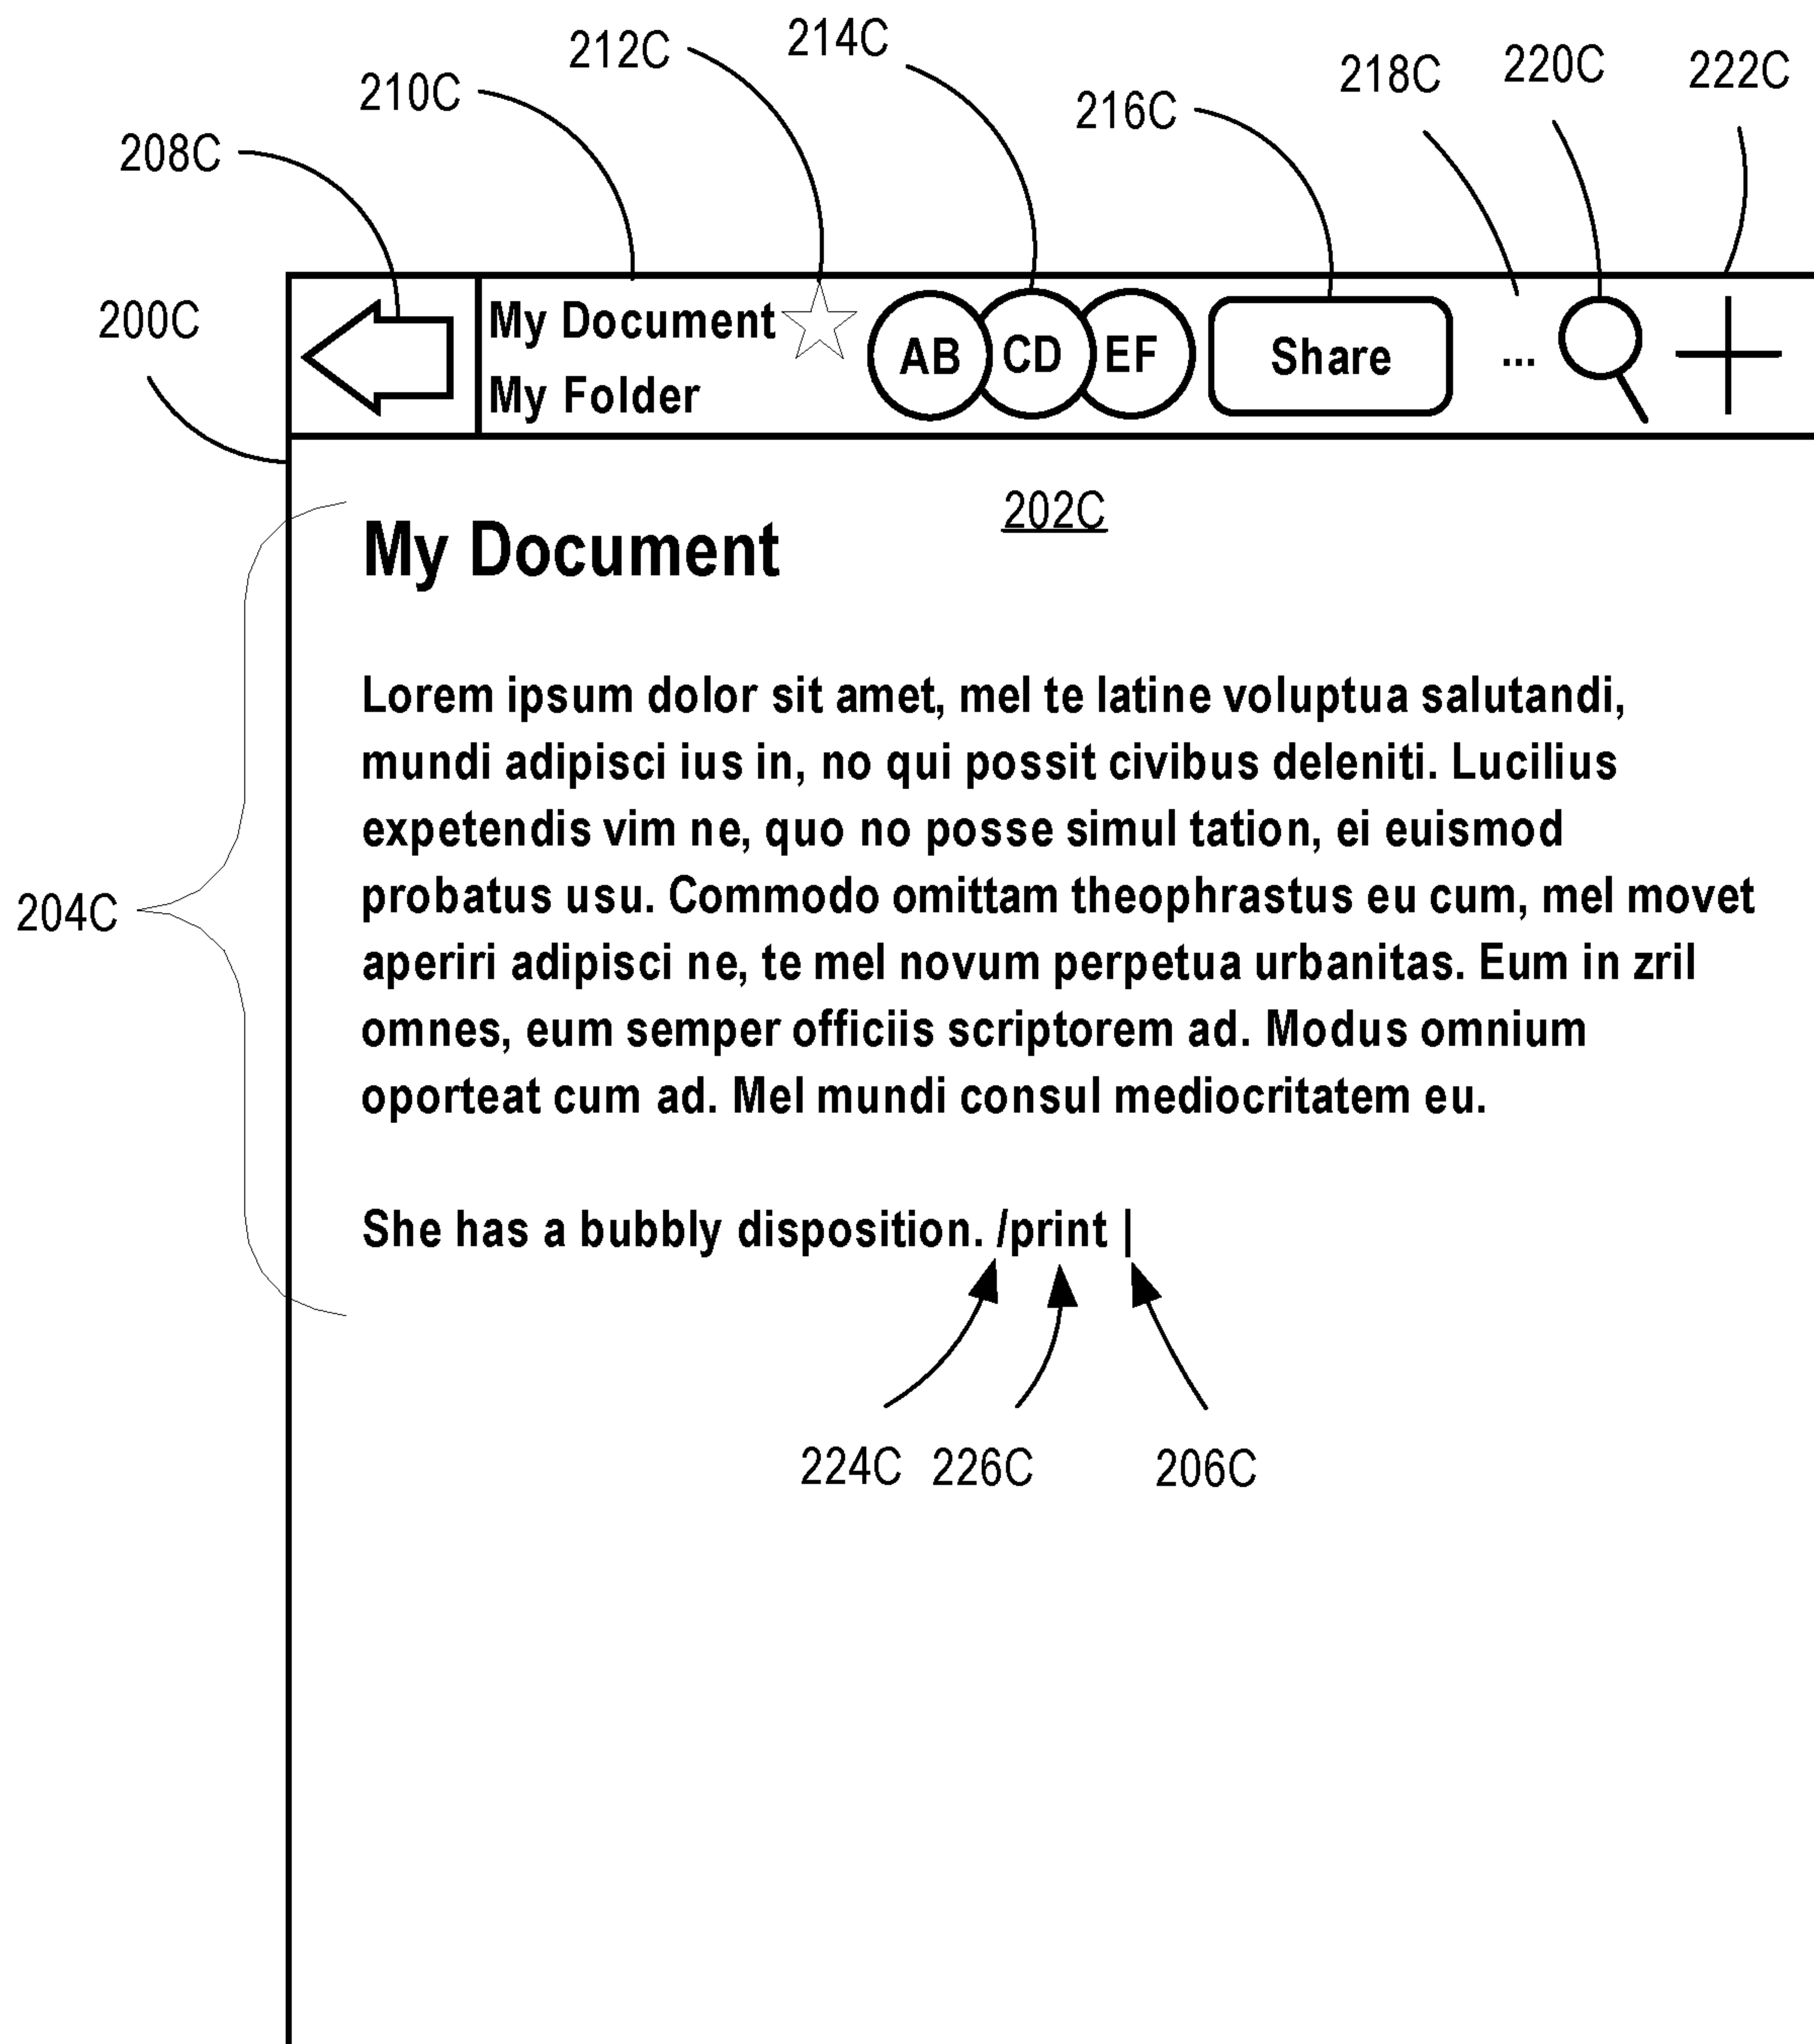 212C
214C
210C
216C
218C
220C
222C
208C
200C
My Document
My Folder
AB
CD
EF
Share
...
202C
My Document
Lorem ipsum dolor sit amet, mel te latine voluptua salutandi,
mundi adipisci ius in, no qui possit civibus deleniti. Lucilius
expetendis vim ne, quo no posse simul tation, ei euismod
probatus usu. Commodo omittam theophrastus eu cum, mel movet
204C
aperiri adipisci ne, te mel novum perpetua urbanitas. Eum in zril
omnes, eum semper officiis scriptorem ad. Modus omnium
oporteat cum ad. Mel mundi consul mediocritatem eu.
She has a bubbly disposition. /print |
224C
226C
206C